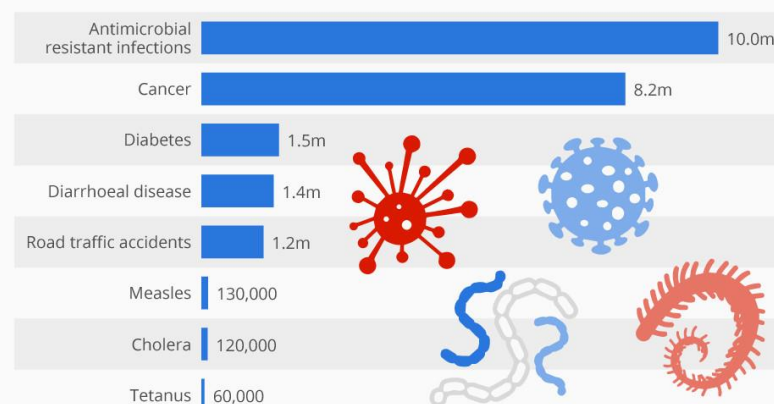 Antimicrobial
resistant infections 10.0m
Cancer 8.2m
Diabetes 1.5m
Diarrhoeal disease 1.4m
Road traffic accidents 1.2m
Measles 130,000
Cholera 120,000
Tetanus 60,000